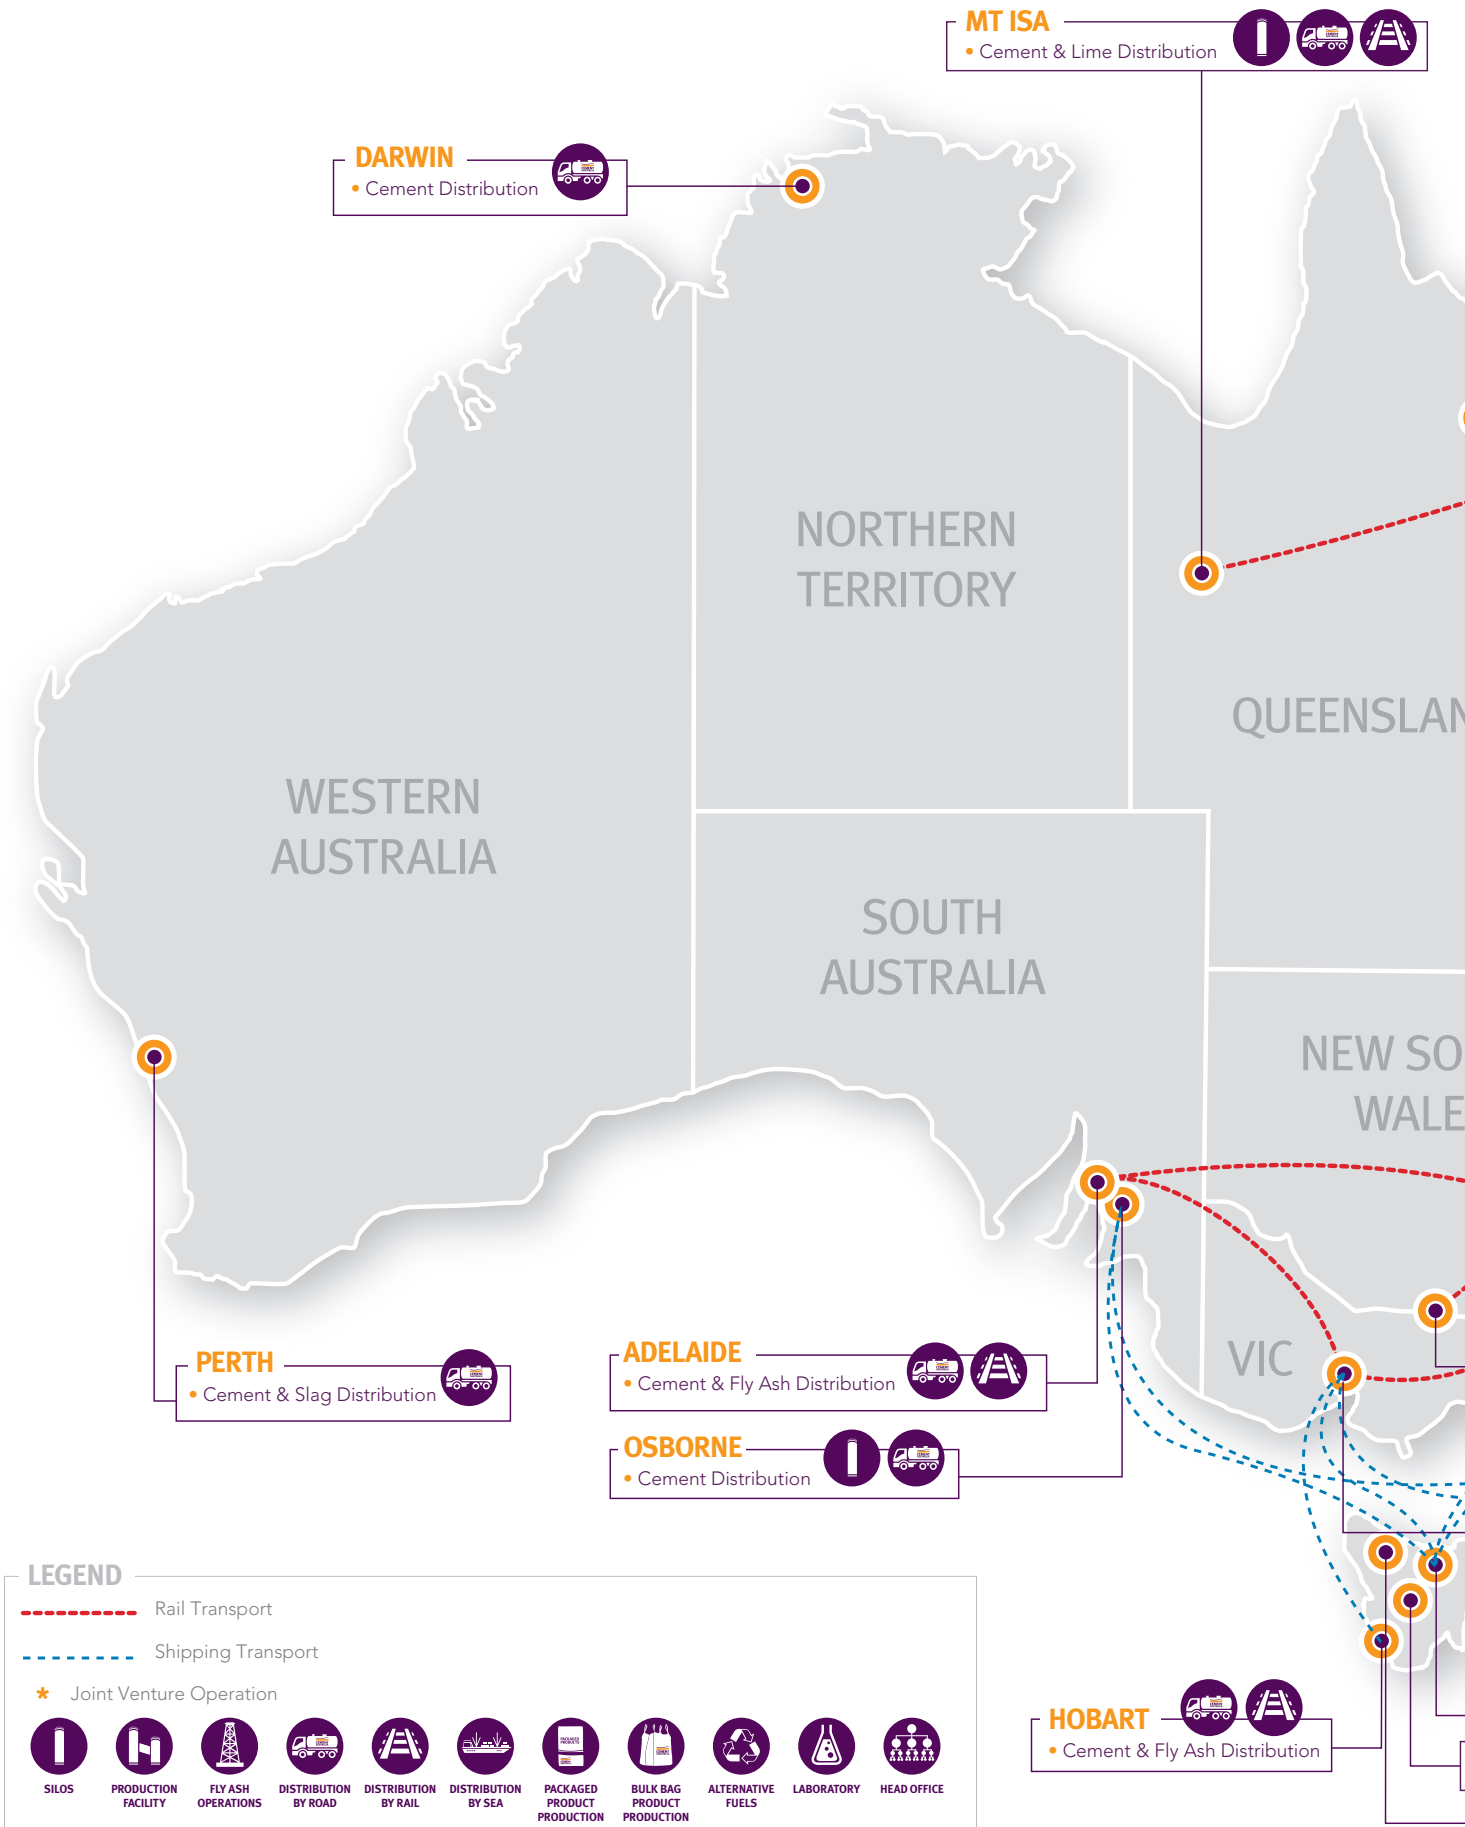 MT ISA
• Cement & Lime Distribution
DARWIN
• Cement Distribution
NORTHERN
TERRITORY
QUEENSLAN
WESTERN
AUSTRALIA
SOUTH
AUSTRALIA
NEW SO
WALE
VIC
PERTH
• Cement & Slag Distribution
ADELAIDE
• Cement & Fly Ash Distribution
OSBORNE
• Cement Distribution
HOBART
• Cement & Fly Ash Distribution
LEGEND
Rail Transport
Shipping Transport
* Joint Venture Operation
SILOS
PRODUCTION
FACILITY
FLY ASH
OPERATIONS
DISTRIBUTION
BY ROAD
DISTRIBUTION
BY RAIL
DISTRIBUTION
BY SEA
PACKAGED
PRODUCT
PRODUCTION
BULK BAG
PRODUCT
PRODUCTION
ALTERNATIVE
FUELS
LABORATORY
HEAD OFFICE